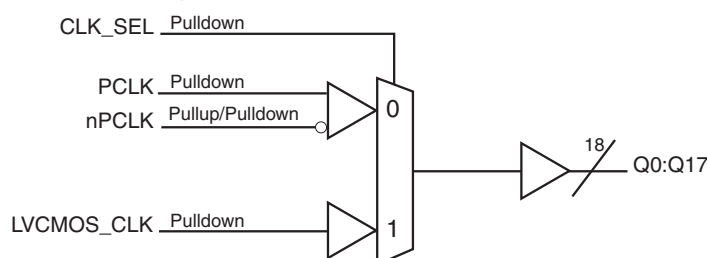 CLK_SEL Pulldown
PCLK Pulldown
nPCLK Pullup/Pulldown
0
18
Q0:Q17
LVCMOS_CLK Pulldown
1